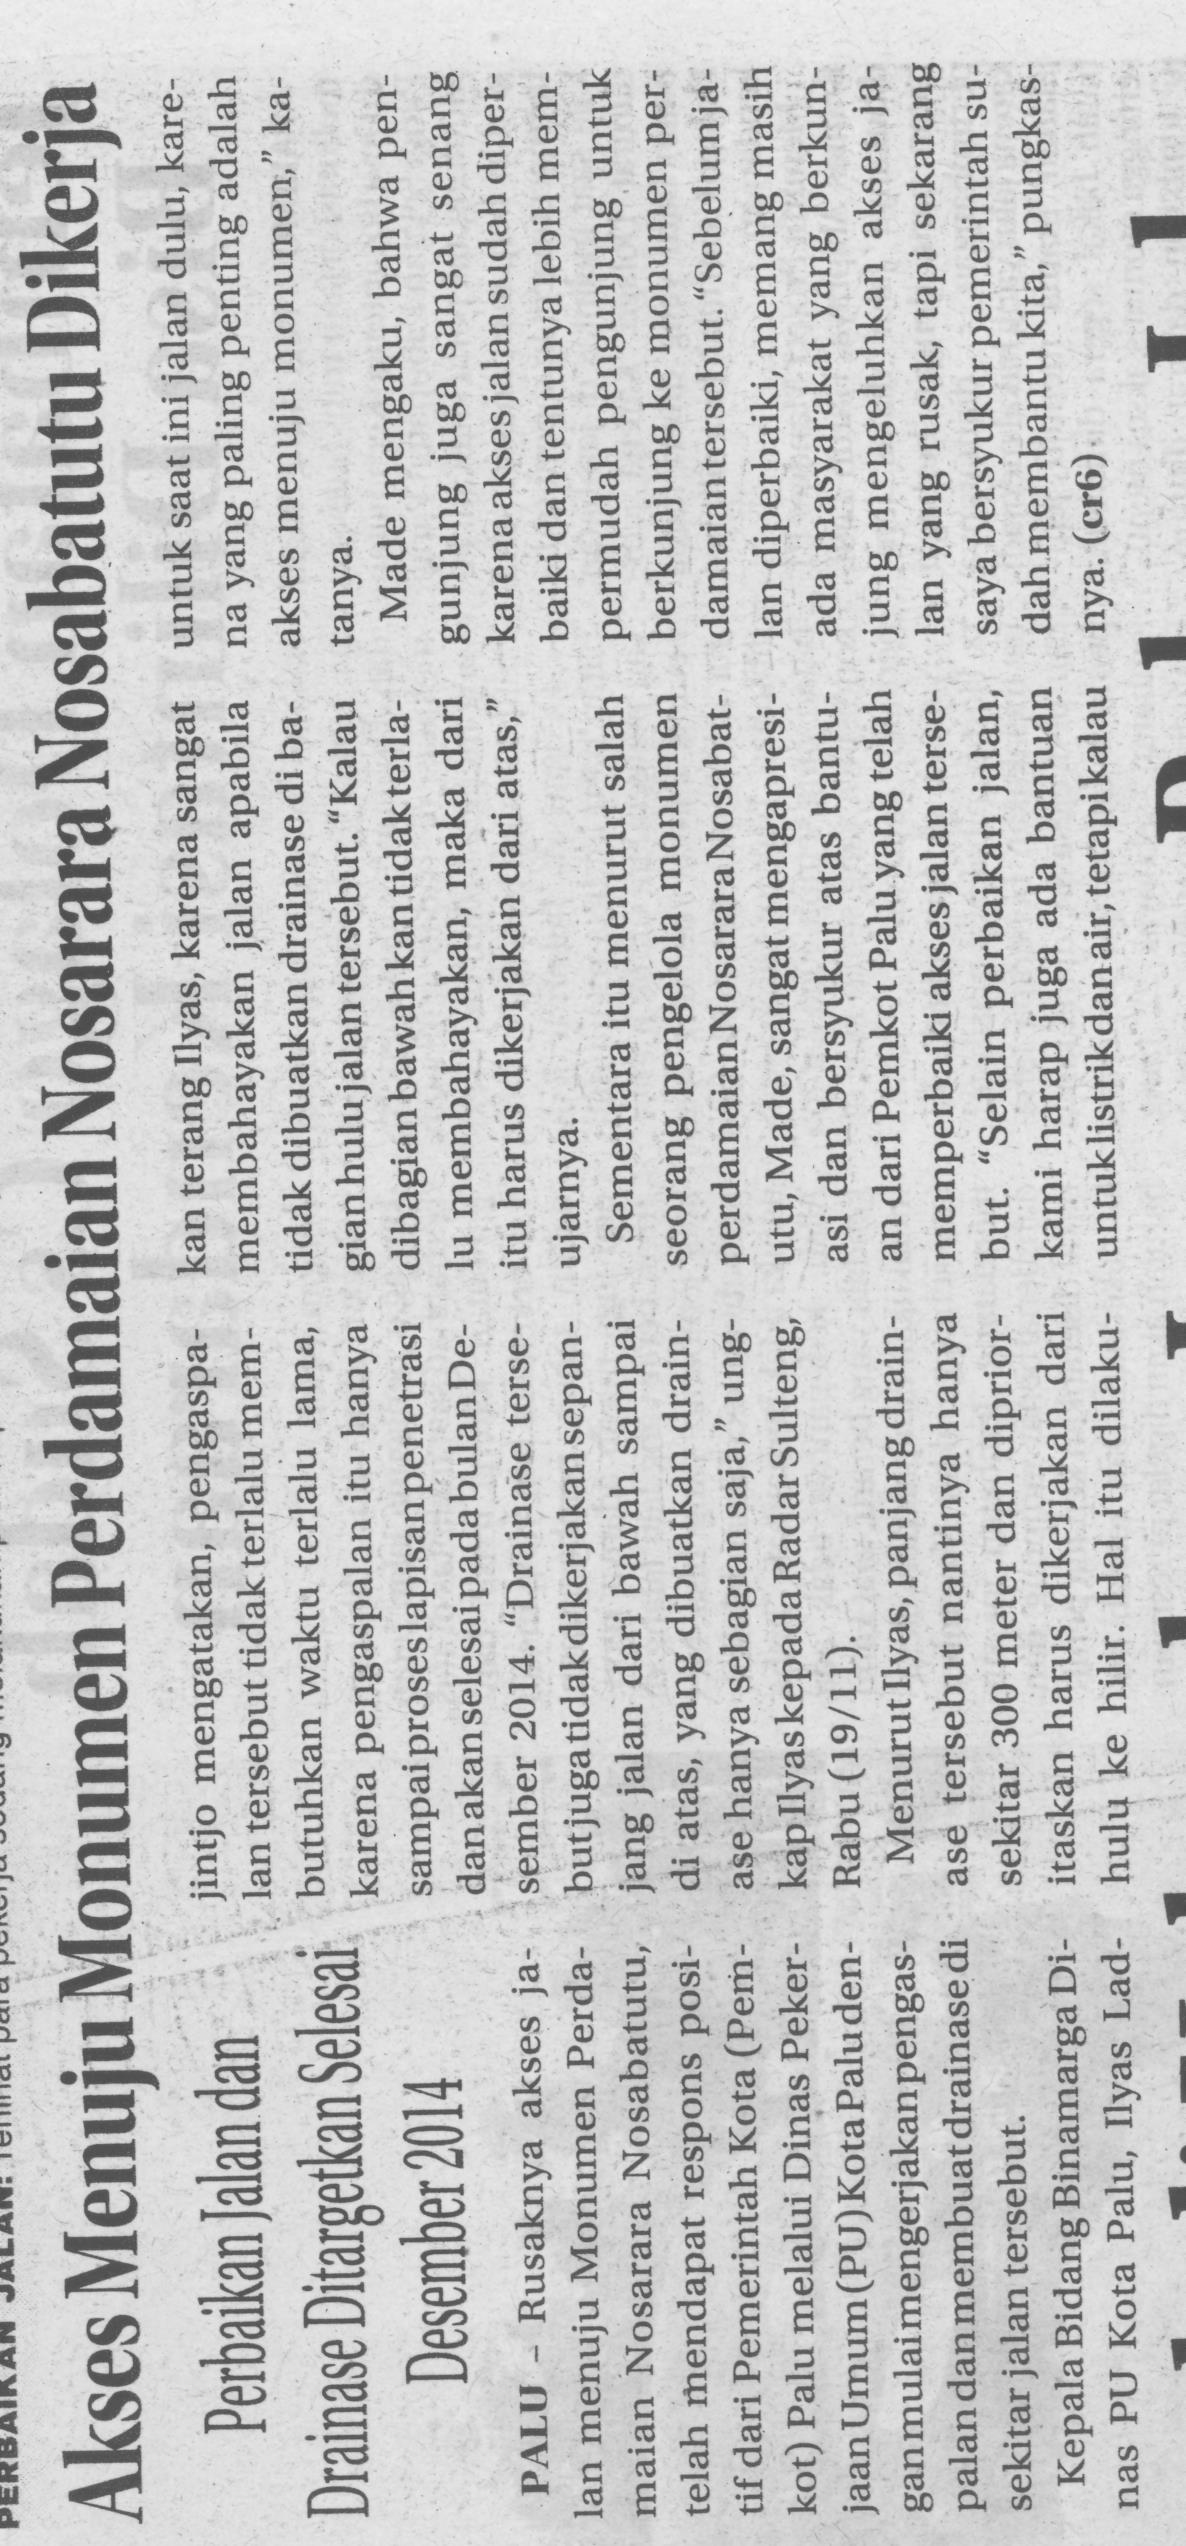 PERBAIKAN JALAN:
Akses Menuju Monumen Perdamaian Nosarara Nosabatutu Dikerja
Perbaikan Jalan dan
Drainase Ditargetkan Selesai
Desember 2014
PALU - Rusaknya akses ja-
lan menuju Monumen Perda-
maian Nosarara Nosabatutu,
telah mendapat respons posi-
tif dari Pemerintah Kota (Pem-
kot) Palu melalui Dinas Peker-
jaan Umum (PU) Kota Palu den-
gan mulai mengerjakan pengas-
palan dan membuat drainase di
sekitar jalan tersebut.
Kepala Bidang Binamarga Di-
nas PU Kota Palu, Ilyas Lad-
jintjo mengatakan, pengaspa-
lan tersebut tidak terlalu mem-
butuhkan waktu terlalu lama,
karena pengaspalan itu hanya
sampai proses lapisan penetrasi
dan akan selesai pada bulan De-
sember 2014. “Drainase terse-
but juga tidak dikerjakan sepan-
jang jalan dari bawah sampai
di atas, yang dibuatkan drain-
ase hanya sebagian saja,” ung-
kap Ilyas kepada Radar Sulteng,
Rabu (19/11).
Menurut Ilyas, panjang drain-
ase tersebut nantinya hanya
sekitar 300 meter dan diprior-
itaskan harus dikerjakan dari
hulu ke hilir. Hal itu dilaku-
kan terang Ilyas, karena sangat
membahayakan jalan apabila
tidak dibuatkan drainase di ba-
gian hulu jalan tersebut. “Kalau
dibagian bawah kan tidak terla-
lu membahayakan, maka dari
itu harus dikerjakan dari atas,”
ujarnya.
Sementara itu menurut salah
seorang pengelola monumen
perdamaian Nosarara Nosabat-
utu, Made, sangat mengapresi-
asi dan bersyukur atas bantu-
an dari Pemkot Palu yang telah
memperbaiki akses jalan terse-
but. “Selain perbaikan jalan,
kami harap juga ada bantuan
untuk listrik dan air, tetapi kalau
untuk saat ini jalan dulu, kare-
na yang paling penting adalah
akses menuju monumen,” ka-
tanya.
Made mengaku, bahwa pen-
gunjung juga sangat senang
karena akses jalan sudah diper-
baiki dan tentunya lebih mem-
permudah pengunjung untuk
berkunjung ke monumen per-
damaian tersebut. “Sebelum ja-
lan diperbaiki, memang masih
ada masyarakat yang berkun-
jung mengeluhkan akses ja-
lan yang rusak, tapi sekarang
saya bersyukur pemerintah su-
dah membantu kita,” pungkas-
nya. (cr6)